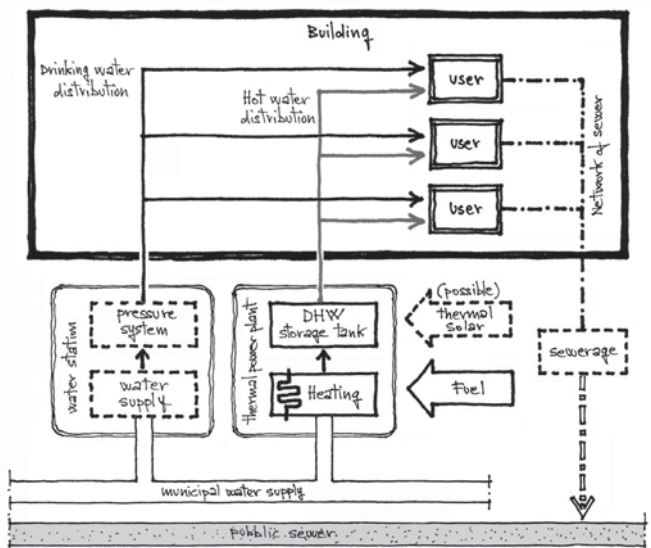 Building
Drinking water
distribution
Hot water
distribution
user
user
user
Network of sewer
water station
pressure
system
water
supply
thermal power plant
DHW
storage tank
Heating
(possible)
thermal
solar
Fuel
sewerage
municipal water supply
pubblic sewer